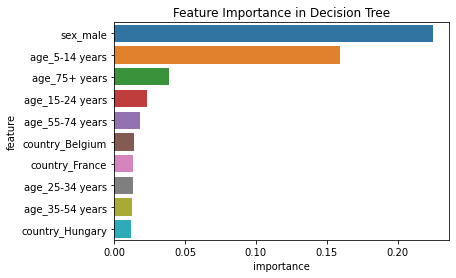 Feature Importance in Decision Tree
sex_male
age_5-14 years
age_75+ years
age_15-24 years
age_55-74 years
country_Belgium
country_France
age_25-34 years
age_35-54 years
country_Hungary
feature
0.00 0.05 0.10 0.15 0.20
importance